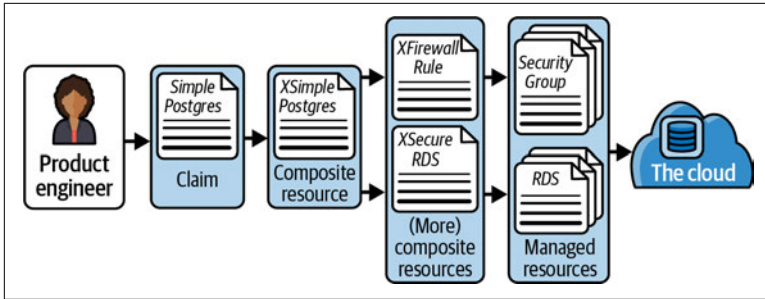 Product
engineer
Simple
Postgres
Claim
XSimple
Postgres
Composite
resource
XFirewall
Rule
XSecure
RDS
(More)
composite
resources
Security
Group
RDS
Managed
resources
The cloud